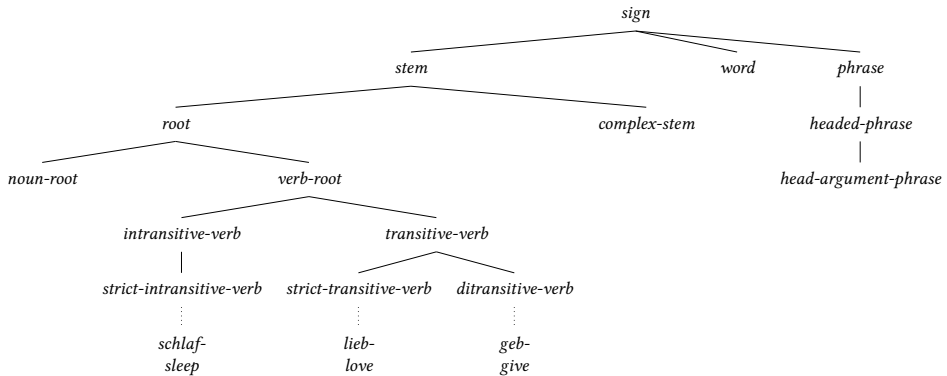 sign
stem word phrase
root complex-stem headed-phrase
noun-root verb-root head-argument-phrase
intransitive-verb transitive-verb
strict-intransitive-verb strict-transitive-verb ditransitive-verb
schlaf- lieb- geb-
sleep love give